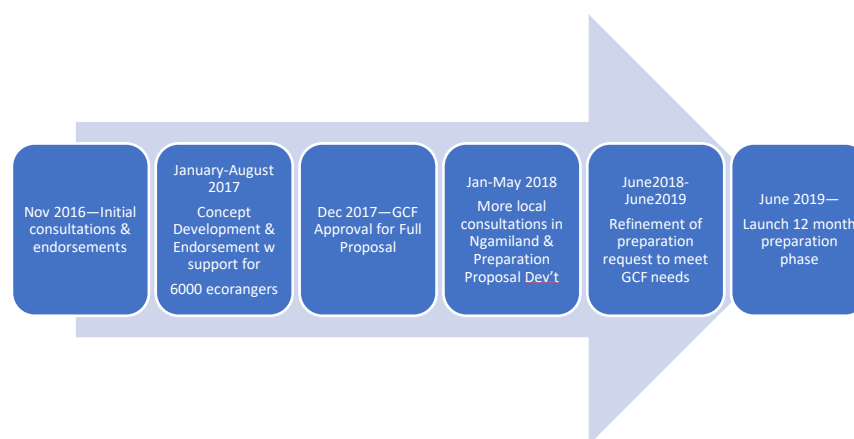 Nov 2016—Initial
consultations &
endorsements
January-August
2017
Concept
Development &
Endorsement w
support for
6000 ecorangers
Dec 2017—GCF
Approval for Full
Proposal
Jan-May 2018
More local
consultations in
Ngamiland &
Preparation
Proposal Dev’t
June2018-
June2019
Refinement of
preparation
request to meet
GCF needs
June 2019—
Launch 12 month
preparation
phase